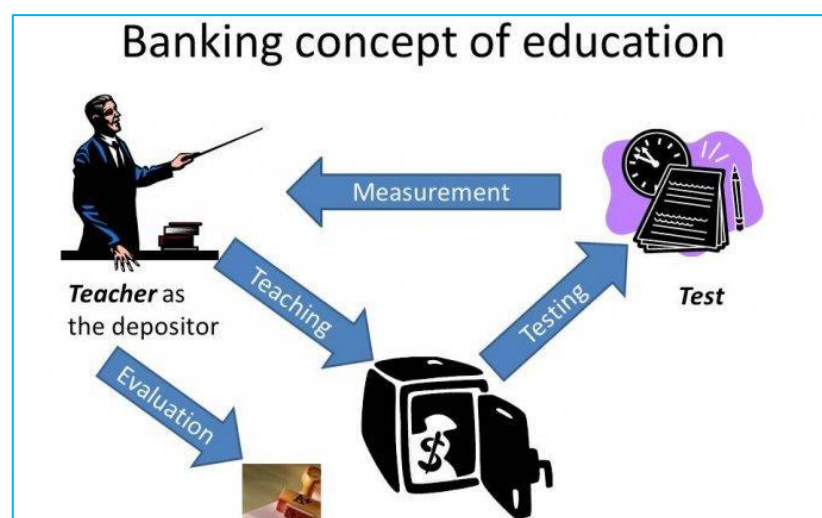 Banking concept of education
Measurement
Teaching
Testing
Teacher as
the depositor
Test
Evaluation
$
A+